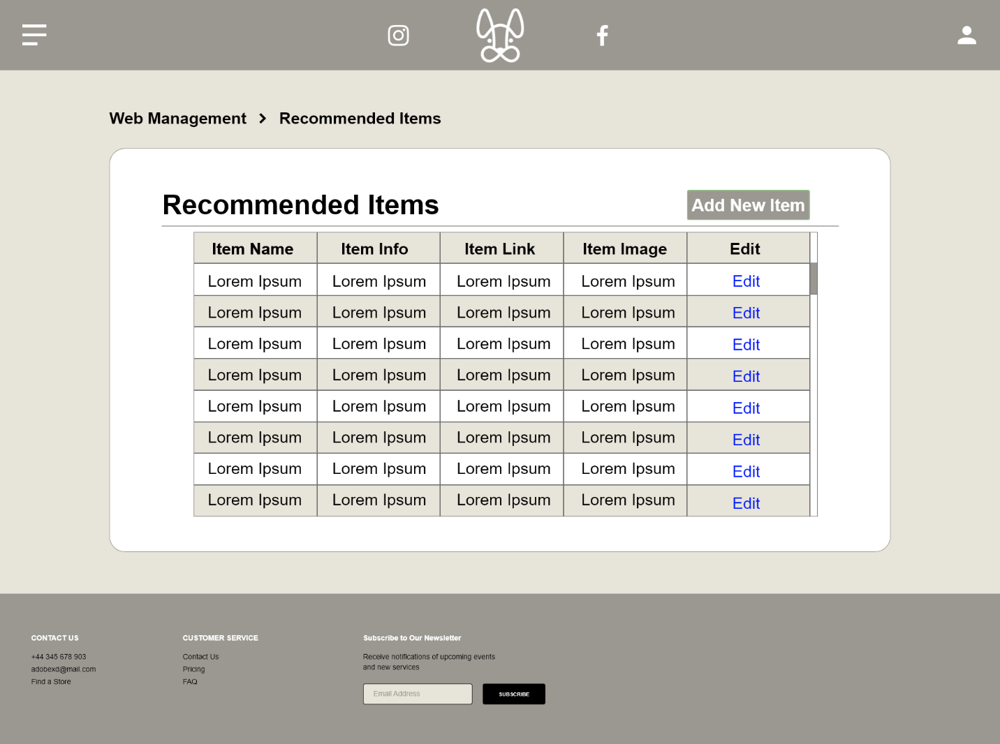 Web Management > Recommended Items
Recommended Items
Add New Item
Item Name Item Info Item Link Item Image Edit
Lorem Ipsum Lorem Ipsum Lorem Ipsum Lorem Ipsum Edit
Lorem Ipsum Lorem Ipsum Lorem Ipsum Lorem Ipsum Edit
Lorem Ipsum Lorem Ipsum Lorem Ipsum Lorem Ipsum Edit
Lorem Ipsum Lorem Ipsum Lorem Ipsum Lorem Ipsum Edit
Lorem Ipsum Lorem Ipsum Lorem Ipsum Lorem Ipsum Edit
Lorem Ipsum Lorem Ipsum Lorem Ipsum Lorem Ipsum Edit
Lorem Ipsum Lorem Ipsum Lorem Ipsum Lorem Ipsum Edit
Lorem Ipsum Lorem Ipsum Lorem Ipsum Lorem Ipsum Edit
CONTACT US
+44 345 678 903
adobexd@mail.com
Find a Store
CUSTOMER SERVICE
Contact Us
Pricing
FAQ
Subscribe to Our Newsletter
Receive notifications of upcoming events
and new services
Email Address
SUBSCRIBE